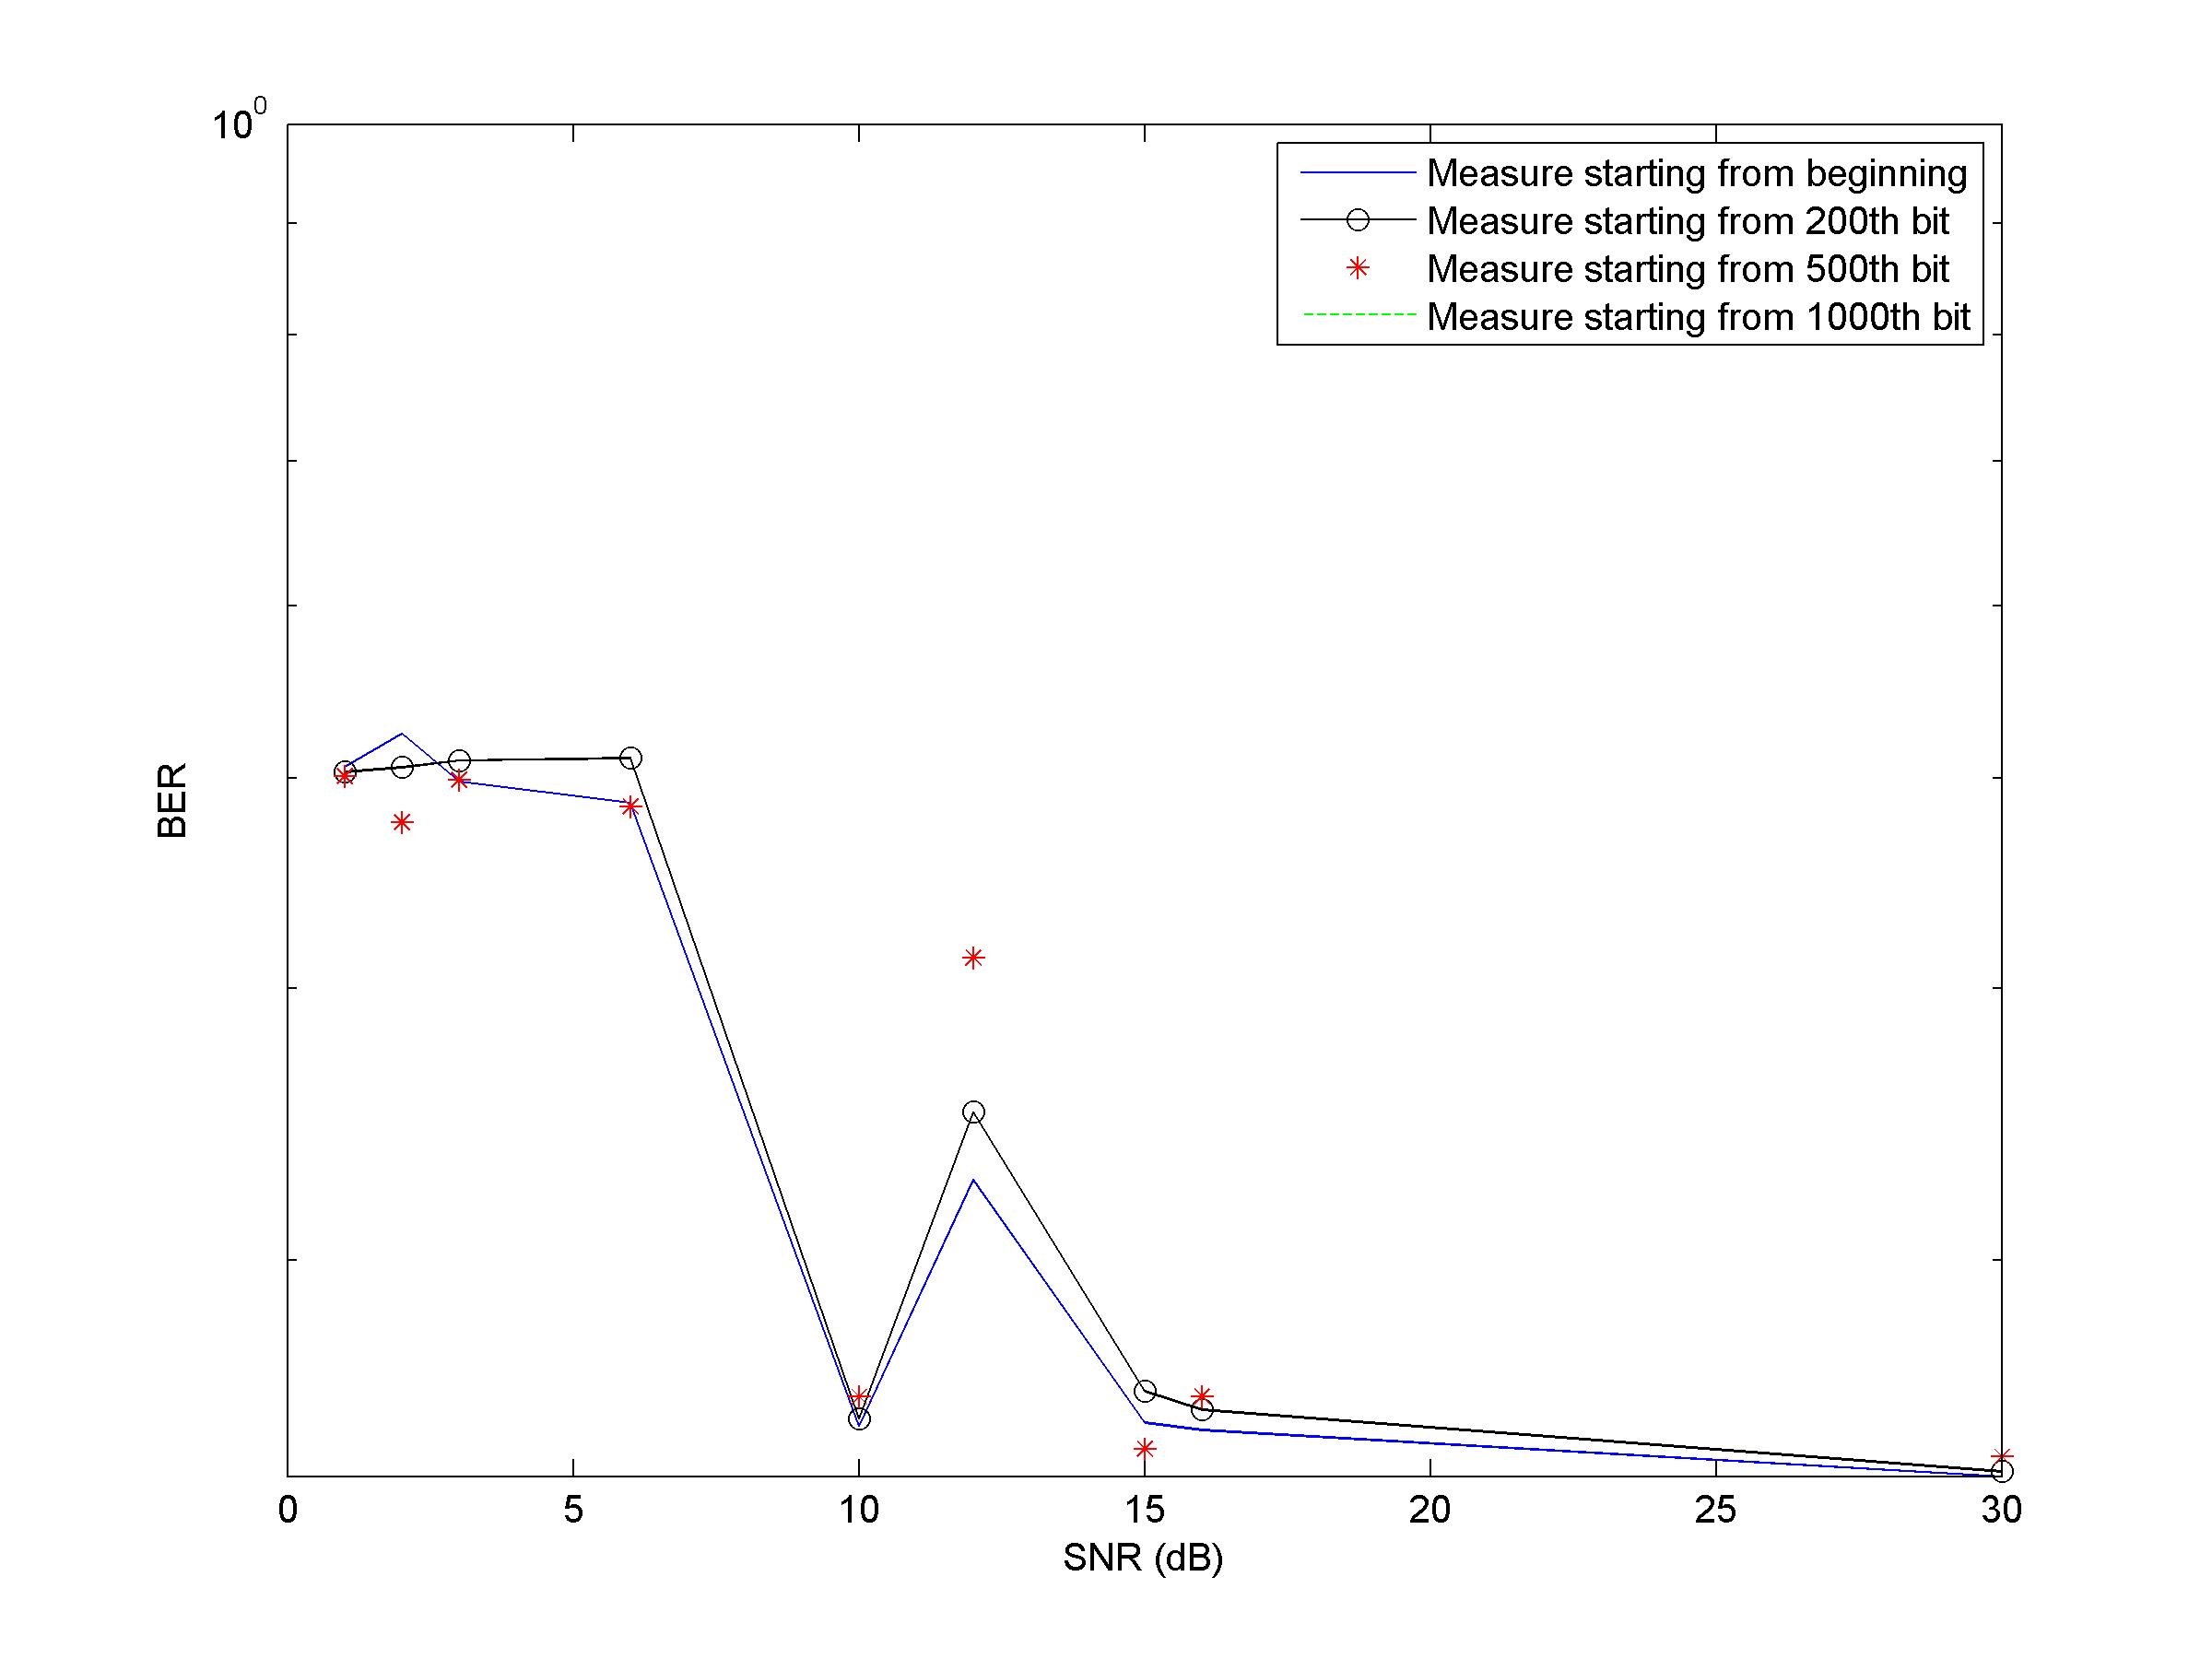 10^0
Measure starting from beginning
Measure starting from 200th bit
Measure starting from 500th bit
Measure starting from 1000th bit
BER
0 5 10 15 20 25 30
SNR (dB)